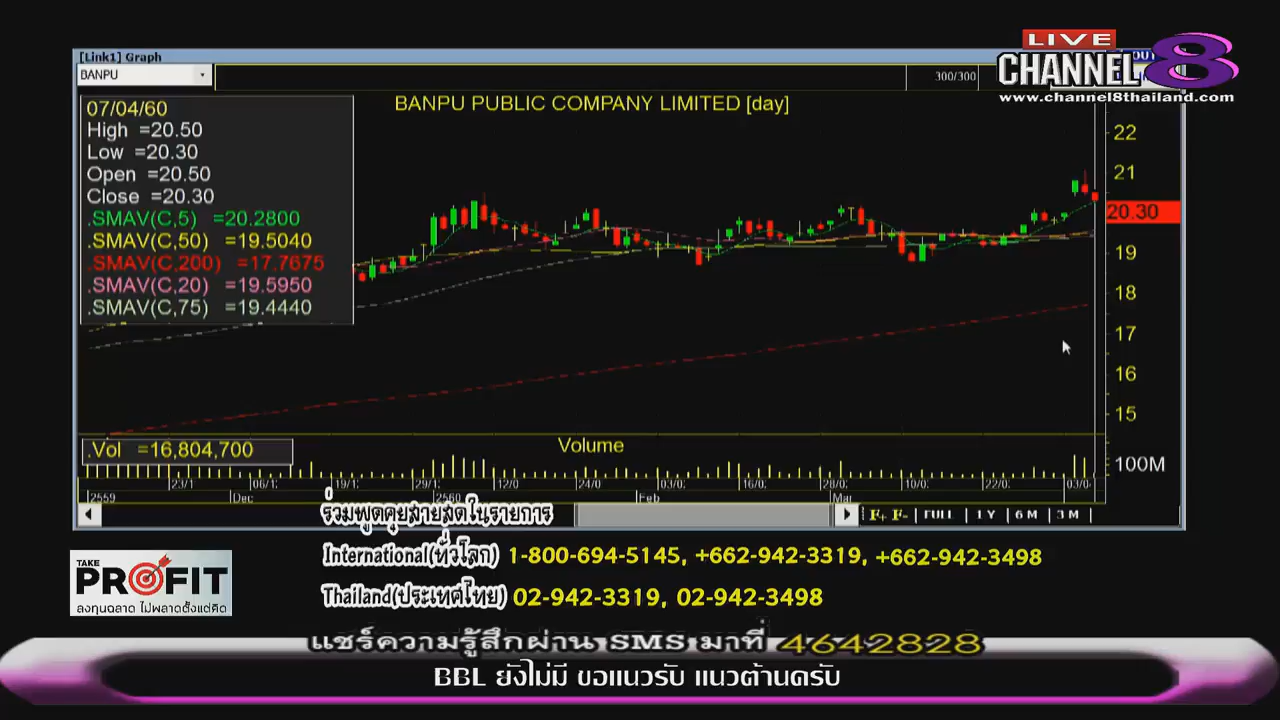 [Link1] Graph
LIVE
CHANNEL 8
www.channel8thailand.com
BANPU
300/300
BANPU PUBLIC COMPANY LIMITED [day]
07/04/60
High =20.50
Low =20.30
Open =20.50
Close =20.30
.SMAV(C,5) =20.2800
.SMAV(C,50) =19.5040
.SMAV(C,200) =17.7675
.SMAV(C,20) =19.5950
.SMAV(C,75) =19.4440
22
21
20.30
19
18
17
16
15
.Vol =16,804,700
Volume
100M
23/1 06/1: 19/1: 29/1: 12/0 24/0 03/0: 16/0: 28/0: 10/0: 22/0: 03/0
2559 Dec 2560 Feb Mar
F+ F- FULL 1 Y 6 M 3 M
ร่วมพูดคุยสายสดในรายการ
International(ทั่วโลก) 1-800-694-5145, +662-942-3319, +662-942-3498
Thailand(ประเทศไทย) 02-942-3319, 02-942-3498
TAKE
PROFIT
ลงทุนฉลาด ไม่พลาดตั้งแต่คิด
แชร์ความรู้สึกผ่าน SMS มาที่ 4642828
BBL ยังไม่มี ขอแนวรับ แนวต้านครับ